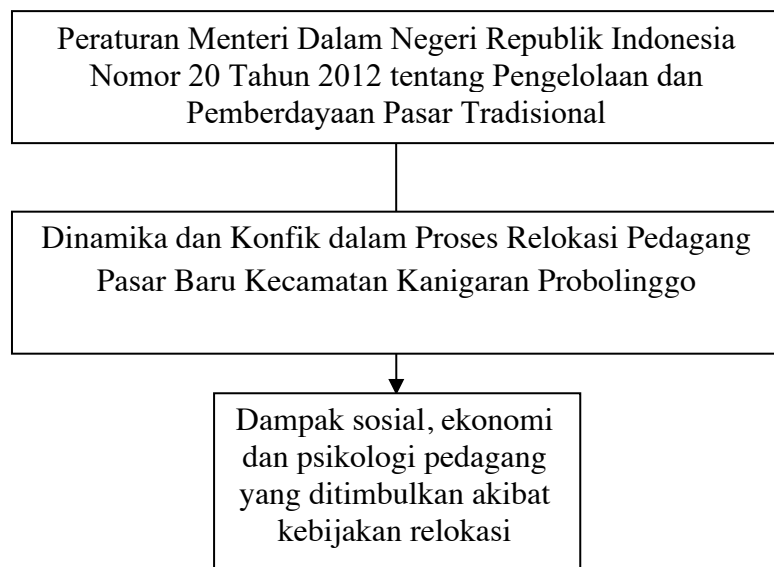 Peraturan Menteri Dalam Negeri Republik Indonesia
Nomor 20 Tahun 2012 tentang Pengelolaan dan
Pemberdayaan Pasar Tradisional
Dinamika dan Konfik dalam Proses Relokasi Pedagang
Pasar Baru Kecamatan Kanigaran Probolinggo
Dampak sosial, ekonomi
dan psikologi pedagang
yang ditimbulkan akibat
kebijakan relokasi